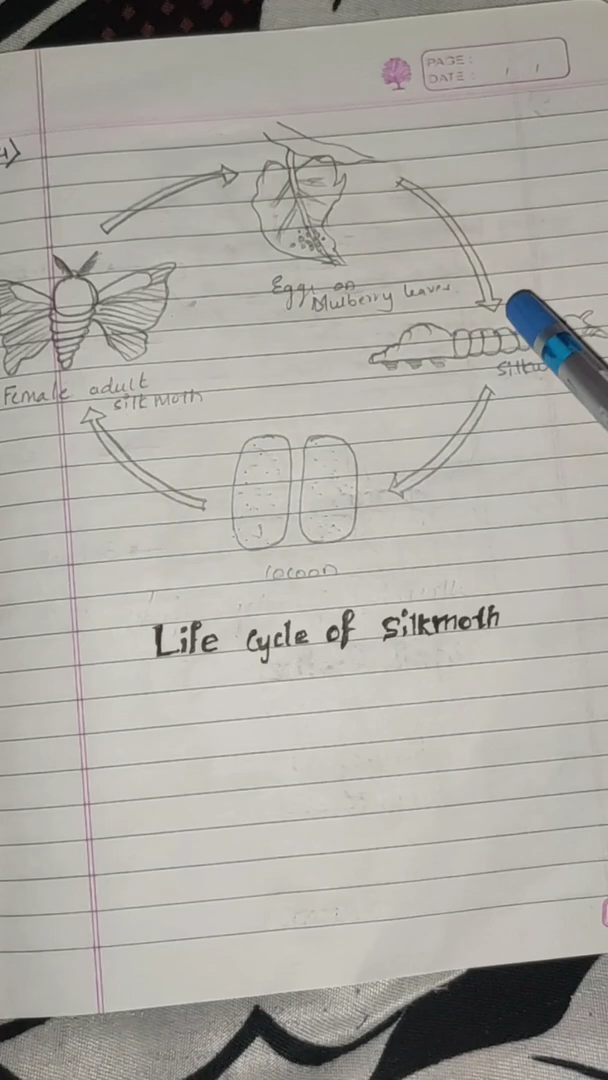 PAGE:
DATE: , ,
4)
Eggs on
Mulberry leaves
Female adult
silk moth
cocoon
Life cycle of silkmoth